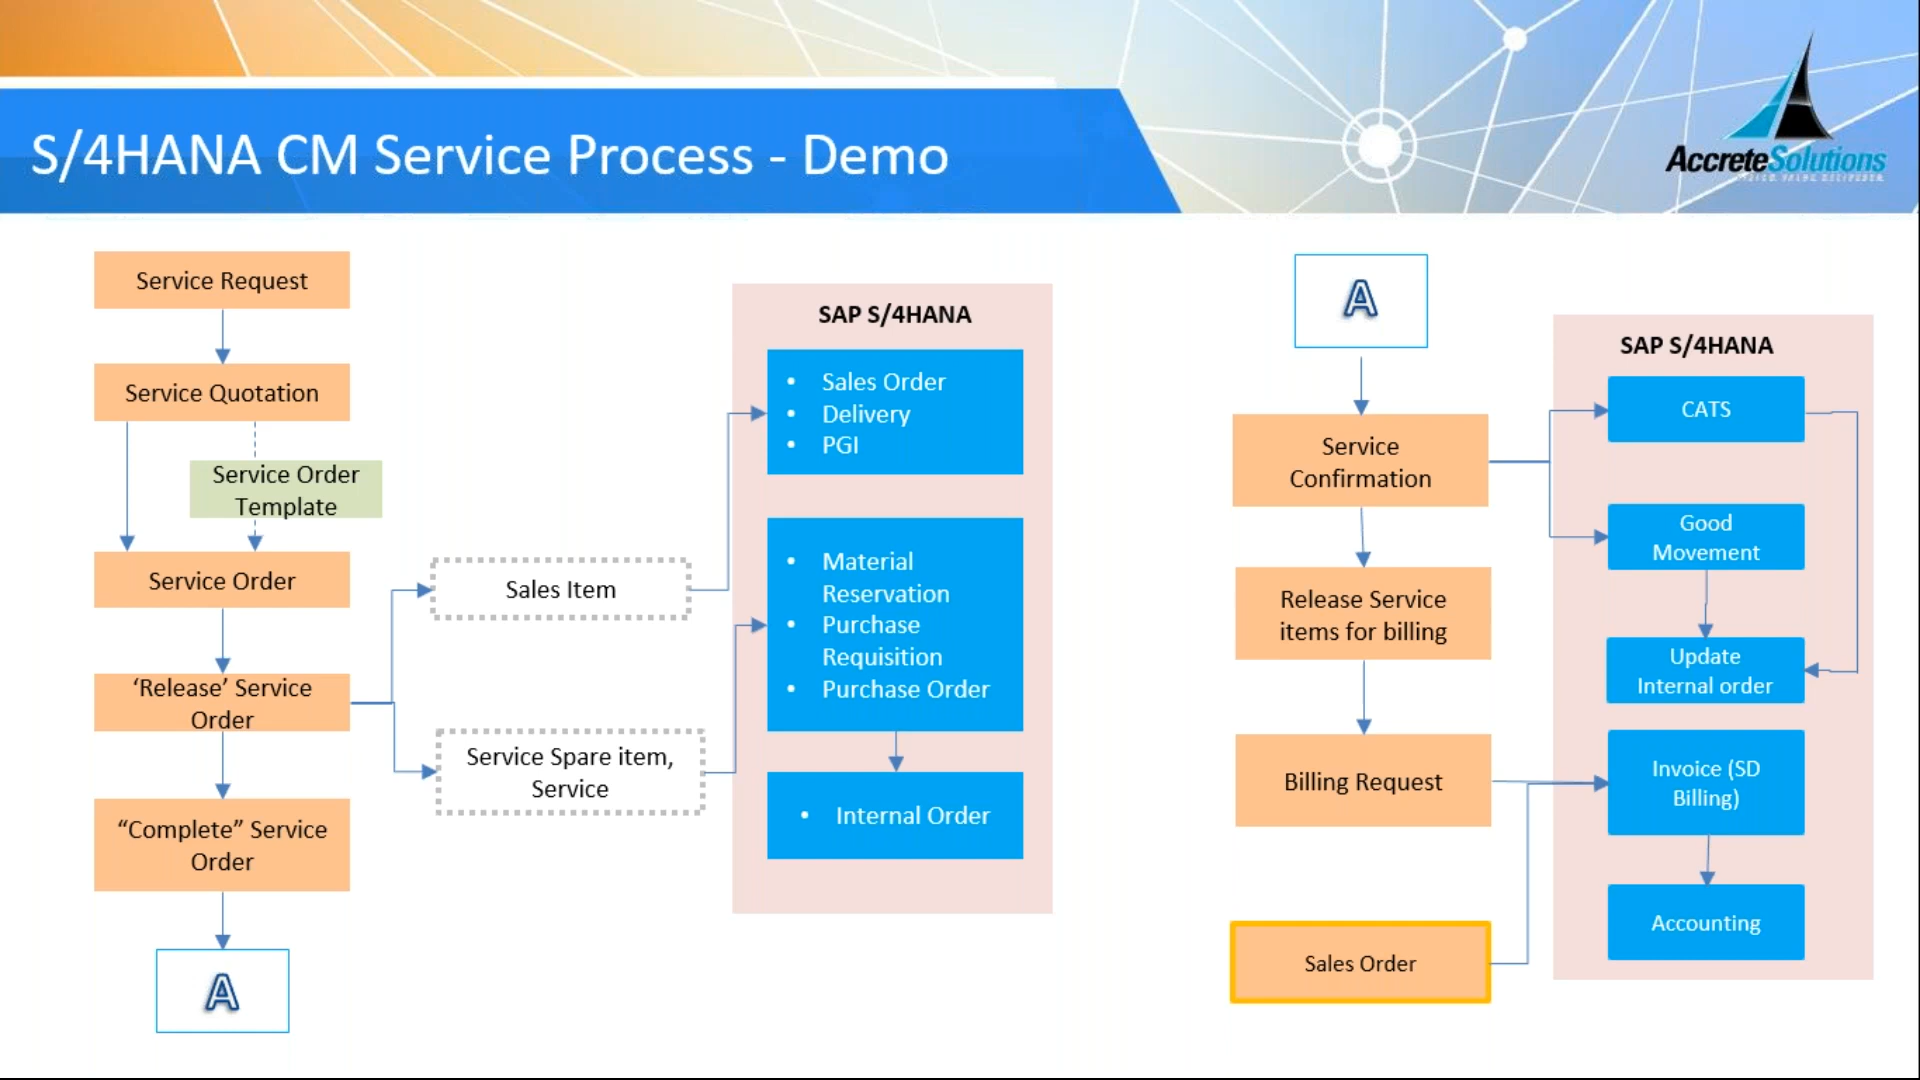 S/4HANA CM Service Process - Demo
AccreteSolutions
Service Request
Service Quotation
Service Order
Template
Service Order
‘Release’ Service
Order
“Complete” Service
Order
A
Sales Item
Service Spare item,
Service
SAP S/4HANA
• Sales Order
• Delivery
• PGI
• Material
Reservation
• Purchase
Requisition
• Purchase Order
• Internal Order
A
Service
Confirmation
Release Service
items for billing
Billing Request
Sales Order
SAP S/4HANA
CATS
Good
Movement
Update
Internal order
Invoice (SD
Billing)
Accounting